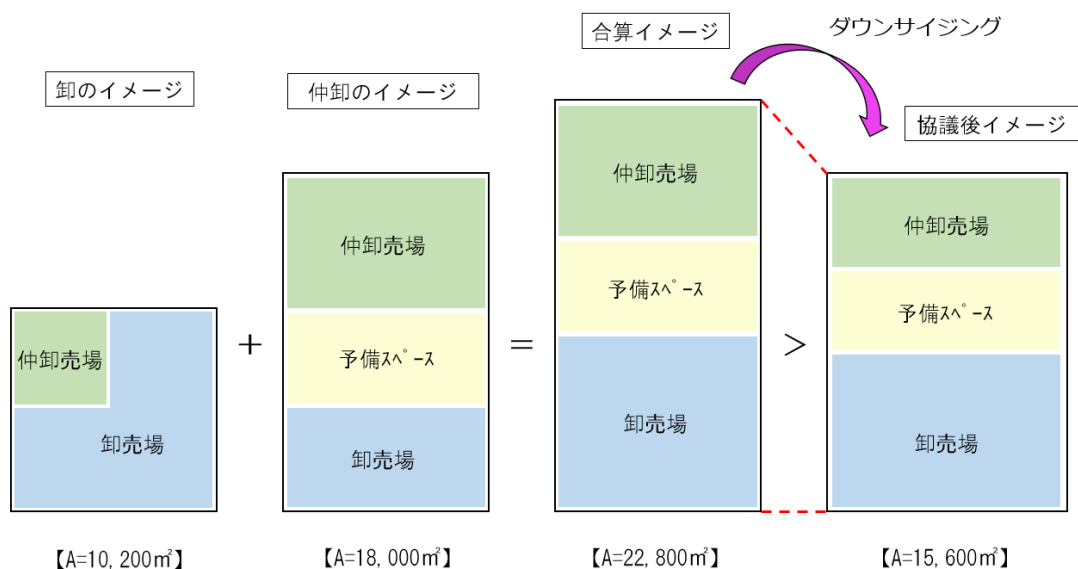 合算イメージ
ダウンサイジング
卸のイメージ
仲卸のイメージ
協議後イメージ
仲卸売場
卸売場
+
仲卸売場
予備ｽﾍﾟｰｽ
卸売場
=
仲卸売場
予備ｽﾍﾟｰｽ
卸売場
>
仲卸売場
予備ｽﾍﾟｰｽ
卸売場
【A=10,200㎡】
【A=18,000㎡】
【A=22,800㎡】
【A=15,600㎡】